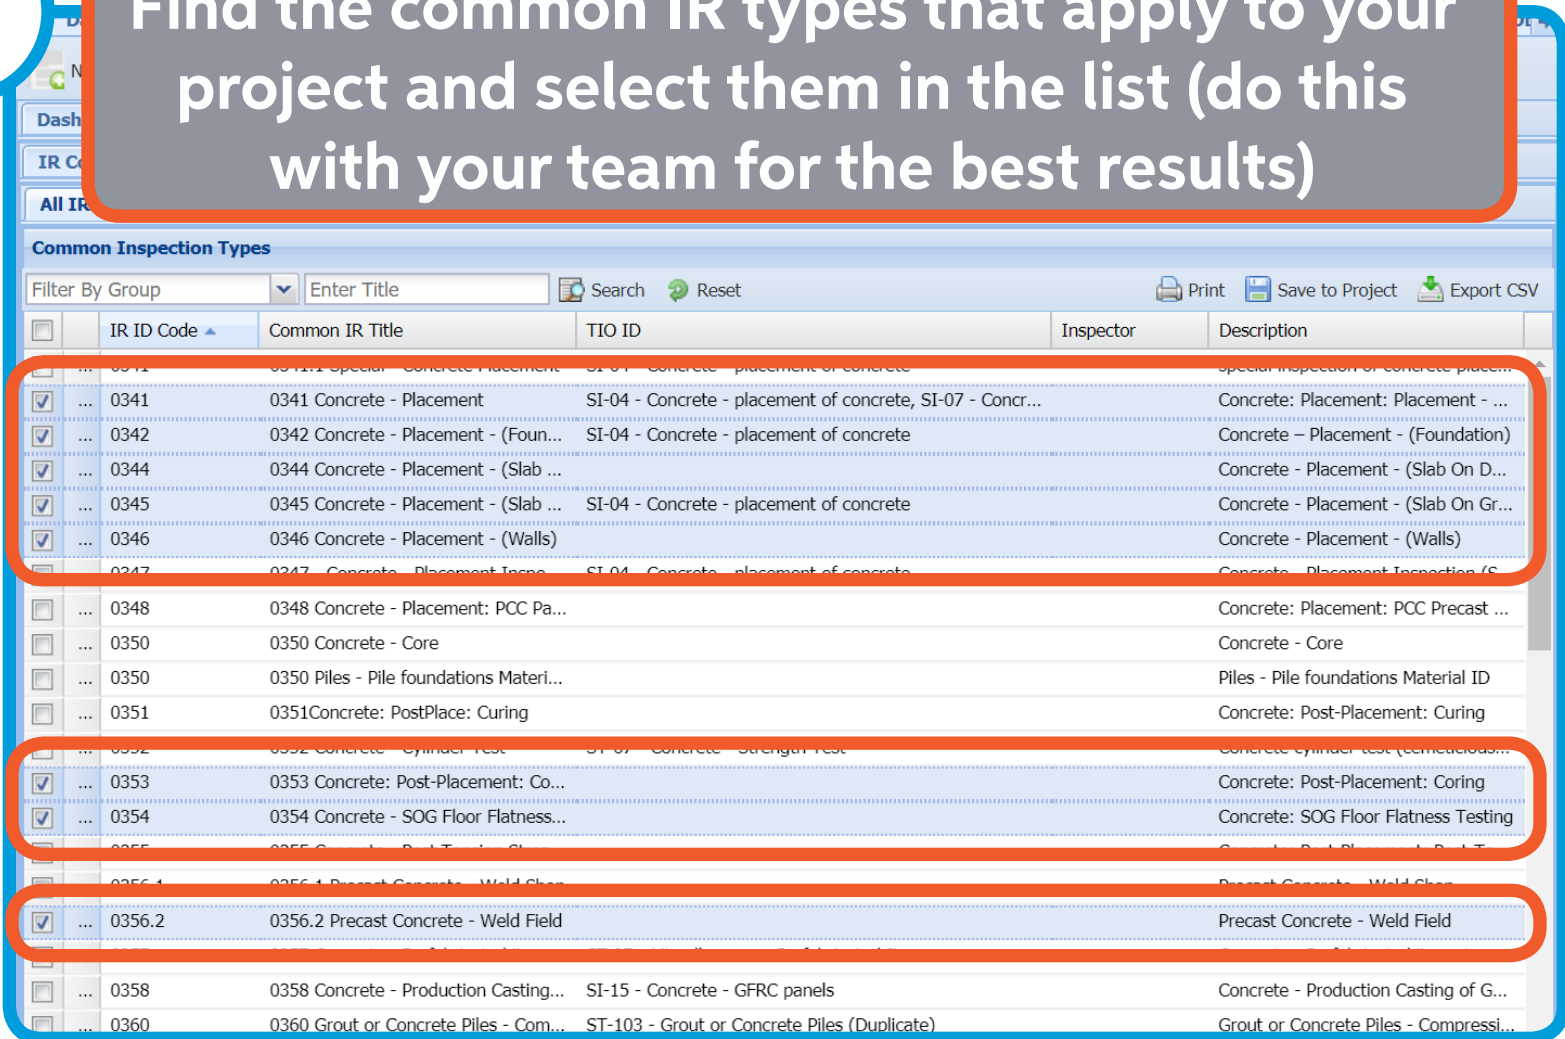 Find the common IR types that apply to your
project and select them in the list (do this
with your team for the best results)
Dash
IR Co
All IR
Common Inspection Types
Filter By Group Enter Title Search Reset Print Save to Project Export CSV
IR ID Code Common IR Title TIO ID Inspector Description
0341 0341 Concrete - Placement SI-04 - Concrete - placement of concrete, SI-07 - Concr... Concrete: Placement: Placement - ...
0342 0342 Concrete - Placement - (Foun... SI-04 - Concrete - placement of concrete Concrete – Placement - (Foundation)
0344 0344 Concrete - Placement - (Slab ... Concrete - Placement - (Slab On D...
0345 0345 Concrete - Placement - (Slab ... SI-04 - Concrete - placement of concrete Concrete - Placement - (Slab On Gr...
0346 0346 Concrete - Placement - (Walls) Concrete - Placement - (Walls)
0348 0348 Concrete - Placement: PCC Pa... Concrete: Placement: PCC Precast ...
0350 0350 Concrete - Core Concrete - Core
0350 0350 Piles - Pile foundations Materi... Piles - Pile foundations Material ID
0351 0351Concrete: PostPlace: Curing Concrete: Post-Placement: Curing
0353 0353 Concrete: Post-Placement: Co... Concrete: Post-Placement: Coring
0354 0354 Concrete - SOG Floor Flatness... Concrete: SOG Floor Flatness Testing
0356.2 0356.2 Precast Concrete - Weld Field Precast Concrete - Weld Field
0358 0358 Concrete - Production Casting... SI-15 - Concrete - GFRC panels Concrete - Production Casting of G...
0360 0360 Grout or Concrete Piles - Com... ST-103 - Grout or Concrete Piles (Duplicate) Grout or Concrete Piles - Compressi...